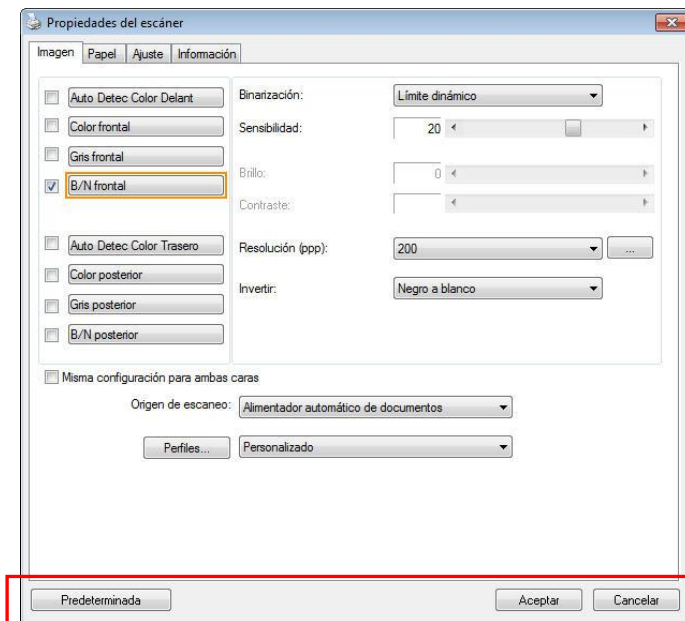 Propiedades del escáner
Imagen Papel Ajuste Información
Auto Detec Color Delant
Color frontal
Gris frontal
B/N frontal
Auto Detec Color Trasero
Color posterior
Gris posterior
B/N posterior
Binarización: Límite dinámico
Sensibilidad: 20
Brillo: 0
Contraste:
Resolución (ppp): 200 ...
Invertir: Negro a blanco
Misma configuración para ambas caras
Origen de escaneo: Alimentador automático de documentos
Perfiles... Personalizado
Predeterminada Aceptar Cancelar